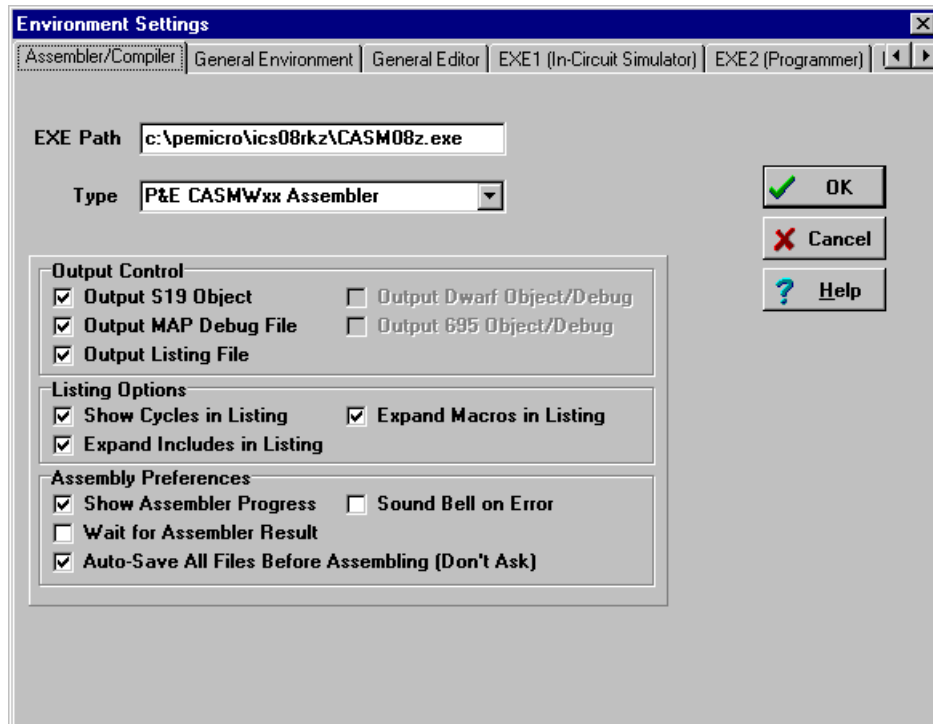 Environment Settings
Assembler/Compiler General Environment General Editor EXE1 (In-Circuit Simulator) EXE2 (Programmer)
EXE Path c:\pemicro\ics08rkz\CASM08z.exe
Type P&E CASMWxx Assembler
OK
Cancel
Help
Output Control
Output S19 Object Output Dwarf Object/Debug
Output MAP Debug File Output 695 Object/Debug
Output Listing File
Listing Options
Show Cycles in Listing Expand Macros in Listing
Expand Includes in Listing
Assembly Preferences
Show Assembler Progress Sound Bell on Error
Wait for Assembler Result
Auto-Save All Files Before Assembling (Don't Ask)